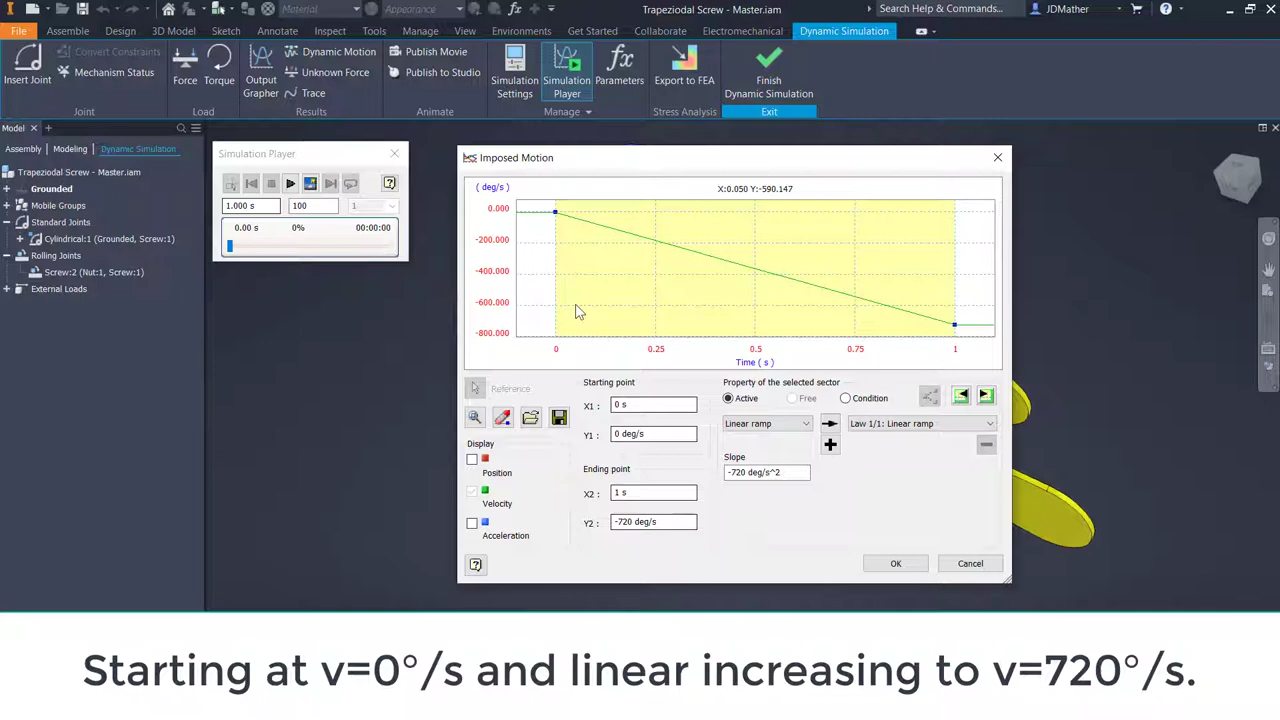 Material
Appearance
Trapeziodal Screw - Master.iam
Search Help & Commands...
JDMather
File
Assemble
Design
3D Model
Sketch
Annotate
Inspect
Tools
Manage
View
Environments
Get Started
Collaborate
Electromechanical
Dynamic Simulation
Insert Joint
Convert Constraints
Mechanism Status
Joint
Force
Torque
Load
Output
Grapher
Dynamic Motion
Unknown Force
Trace
Results
Publish Movie
Publish to Studio
Animate
Simulation
Settings
Simulation
Player
Parameters
Manage
Export to FEA
Stress Analysis
Finish
Dynamic Simulation
Exit
Model
Assembly
Modeling
Dynamic Simulation
Trapeziodal Screw - Master.iam
Grounded
Mobile Groups
Standard Joints
Cylindrical:1 (Grounded, Screw:1)
Rolling Joints
Screw:2 (Nut:1, Screw:1)
External Loads
Simulation Player
1.000 s
100
1
0.00 s
0%
00:00:00
Imposed Motion
( deg/s )
X:0.050 Y:-590.147
0.000
-200.000
-400.000
-600.000
-800.000
0
0.25
0.5
0.75
1
Time ( s )
Reference
Display
Position
Velocity
Acceleration
Starting point
X1 :
0 s
Y1 :
0 deg/s
Ending point
X2 :
1 s
Y2 :
-720 deg/s
Property of the selected sector
Active
Free
Condition
Linear ramp
Law 1/1: Linear ramp
Slope
-720 deg/s^2
OK
Cancel
Starting at v=0°/s and linear increasing to v=720°/s.